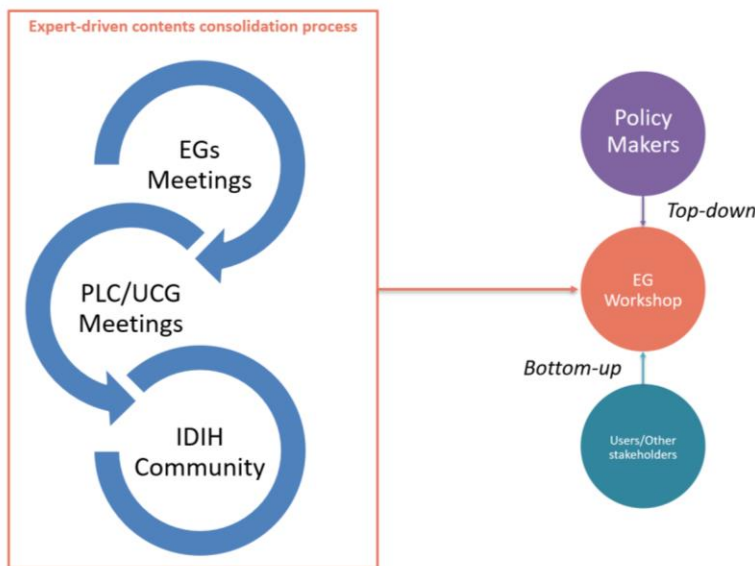 Expert-driven contents consolidation process
EGs
Meetings
PLC/UCG
Meetings
IDIH
Community
Policy
Makers
Top-down
EG
Workshop
Bottom-up
Users/Other
stakeholders